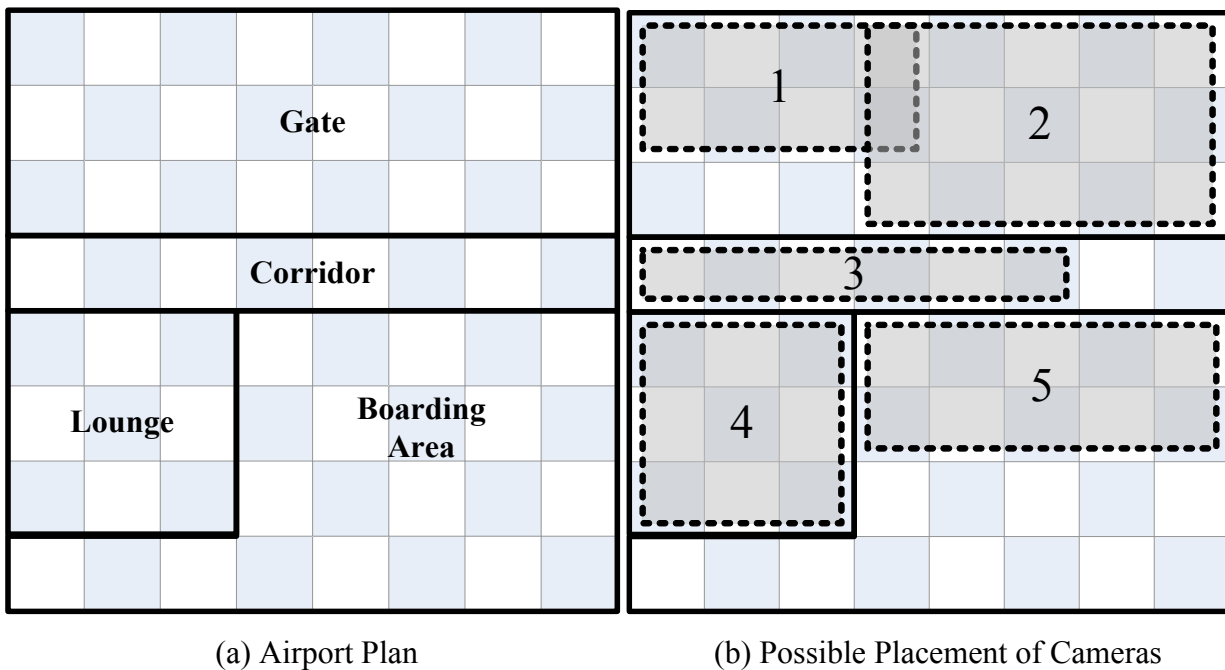 Gate
Corridor
Lounge
Boarding
Area
1
2
3
4
5
(a) Airport Plan
(b) Possible Placement of Cameras